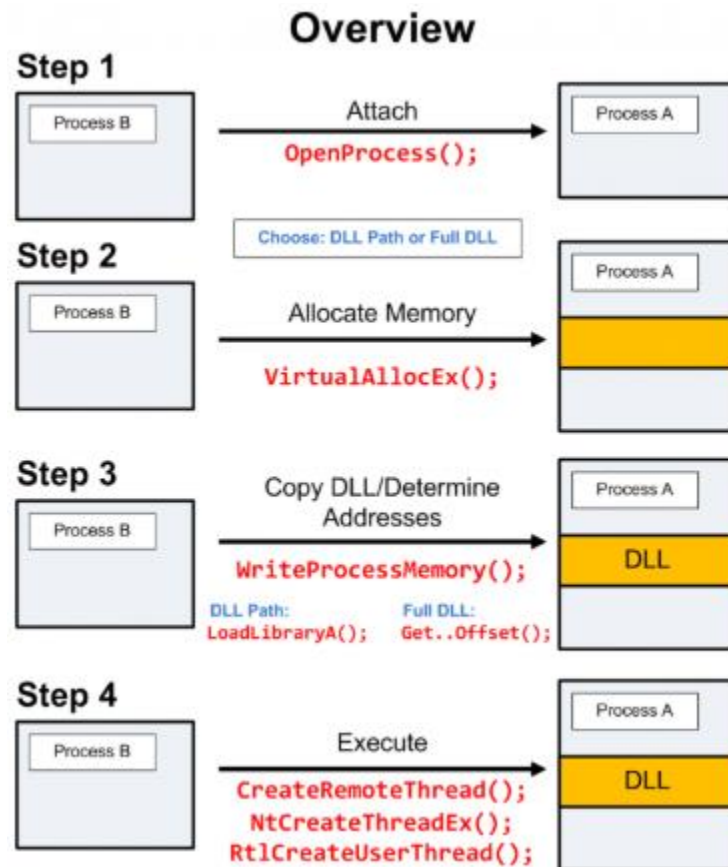 Overview
Step 1
Process B
Attach
OpenProcess();
Process A
Choose: DLL Path or Full DLL
Step 2
Process B
Allocate Memory
VirtualAllocEx();
Process A
Step 3
Process B
Copy DLL/Determine
Addresses
WriteProcessMemory();
DLL Path:
LoadLibraryA();
Full DLL:
Get..Offset();
Process A
DLL
Step 4
Process B
Execute
CreateRemoteThread();
NtCreateThreadEx();
RtlCreateUserThread();
Process A
DLL